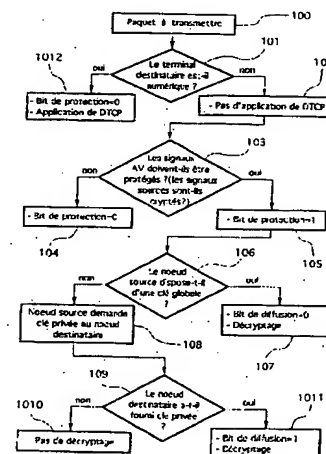 Paquet à transmettre
100
101
Le terminal
destinataire est-il
numérique ?
oui
non
1012
102
- Bit de protection=0
- Application de DTCP
- Pas d'application de DTCP
103
Les signaux
AV doivent-ils être
protégés ?(les signaux
sources sont-ils
cryptés?)
non
oui
- Bit de protection=0
- Bit de protection=1
104
105
106
Le noeud
source dispose-t-il
d'une clé globale
?
non
oui
Noeud source demande
clé privée au noeud
destinataire
- Bit de diffusion=0
- Décryptage
108
107
109
Le noeud
destinataire a-t-il
fourni clé privée
?
non
oui
1010
1011
Pas de décryptage
- Bit de diffusion=1
- Décryptage